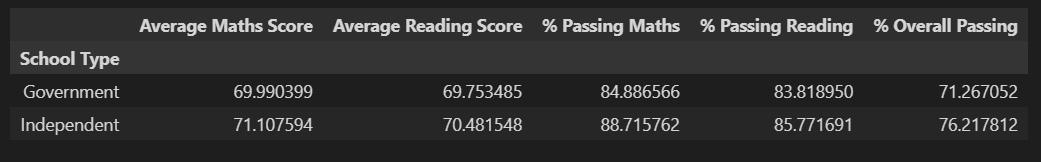 Average Maths Score Average Reading Score % Passing Maths % Passing Reading % Overall Passing
School Type
Government 69.990399 69.753485 84.886566 83.818950 71.267052
Independent 71.107594 70.481548 88.715762 85.771691 76.217812